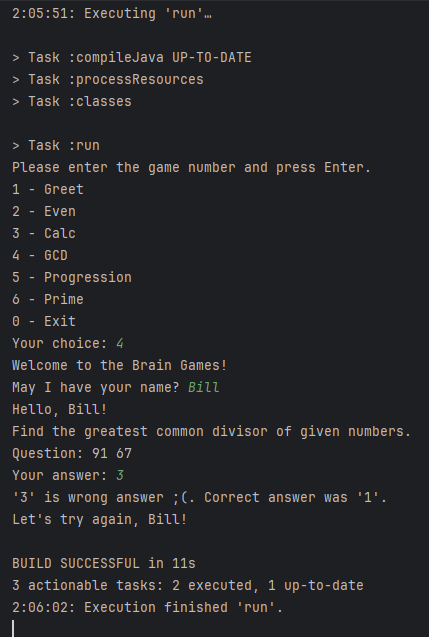 2:05:51: Executing 'run'…
> Task :compileJava UP-TO-DATE
> Task :processResources
> Task :classes
> Task :run
Please enter the game number and press Enter.
1 - Greet
2 - Even
3 - Calc
4 - GCD
5 - Progression
6 - Prime
0 - Exit
Your choice: 4
Welcome to the Brain Games!
May I have your name? Bill
Hello, Bill!
Find the greatest common divisor of given numbers.
Question: 91 67
Your answer: 3
'3' is wrong answer ;(. Correct answer was '1'.
Let's try again, Bill!
BUILD SUCCESSFUL in 11s
3 actionable tasks: 2 executed, 1 up-to-date
2:06:02: Execution finished 'run'.